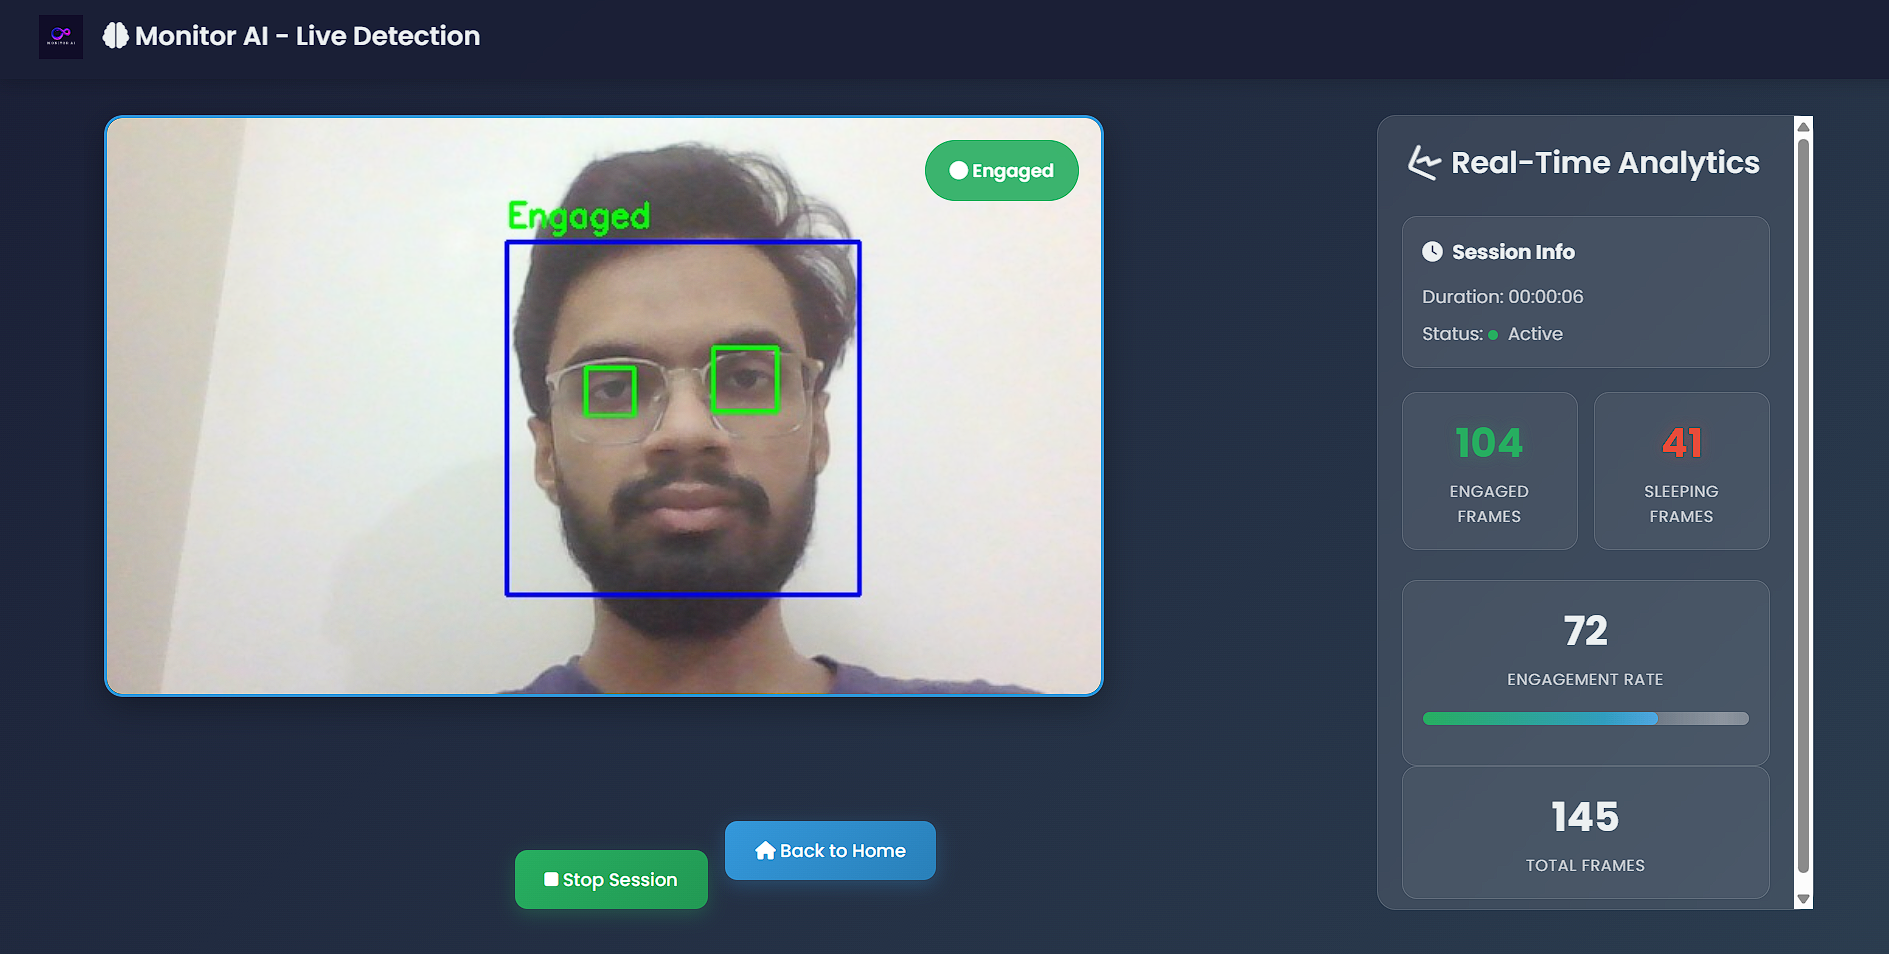 MONITOR AI
Monitor AI - Live Detection
Engaged
Engaged
Real-Time Analytics
Session Info
Duration: 00:00:06
Status: Active
104
ENGAGED
FRAMES
41
SLEEPING
FRAMES
72
ENGAGEMENT RATE
145
TOTAL FRAMES
Back to Home
Stop Session